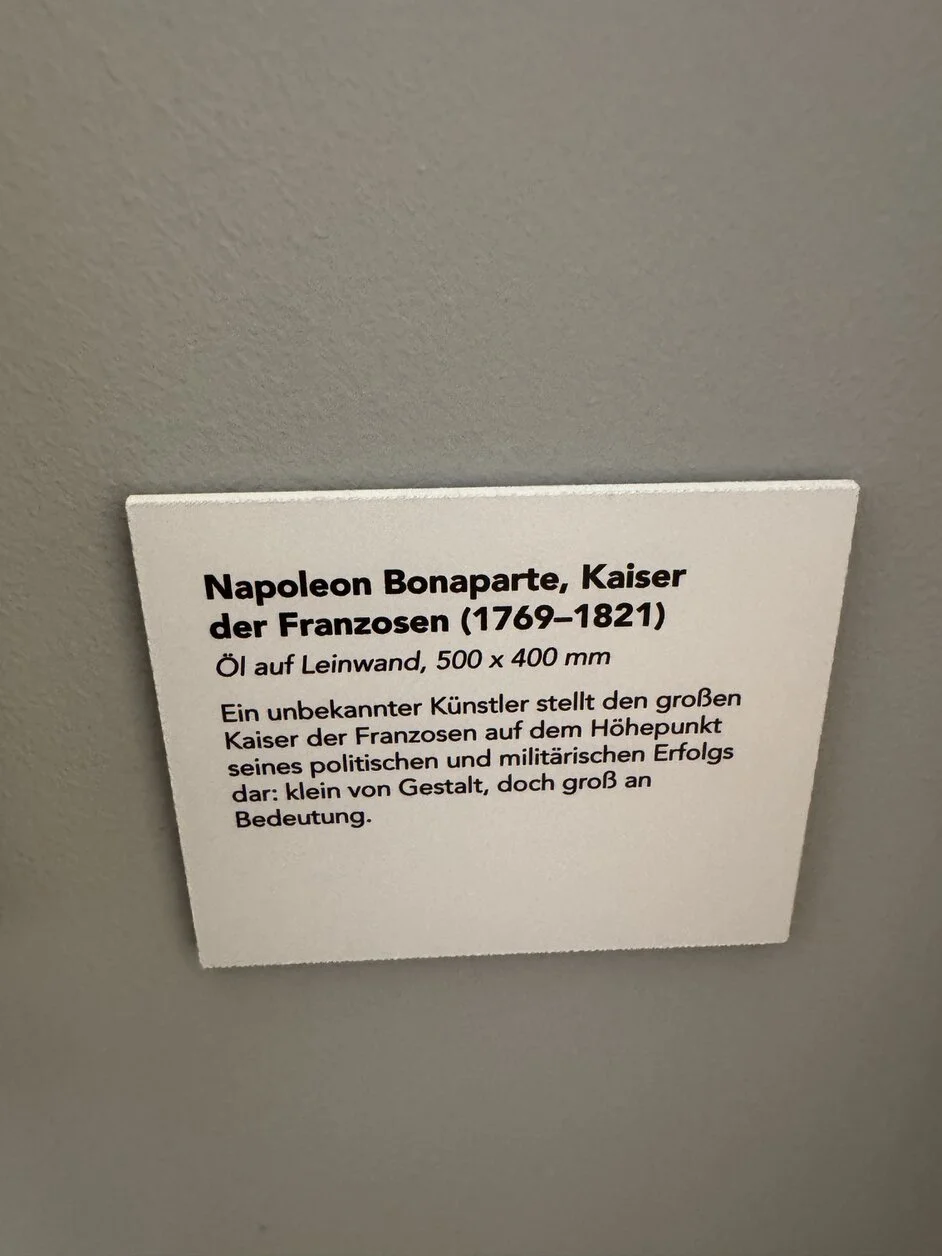 Napoleon Bonaparte, Kaiser
der Franzosen (1769–1821)
Öl auf Leinwand, 500 x 400 mm
Ein unbekannter Künstler stellt den großen
Kaiser der Franzosen auf dem Höhepunkt
seines politischen und militärischen Erfolgs
dar: klein von Gestalt, doch groß an
Bedeutung.